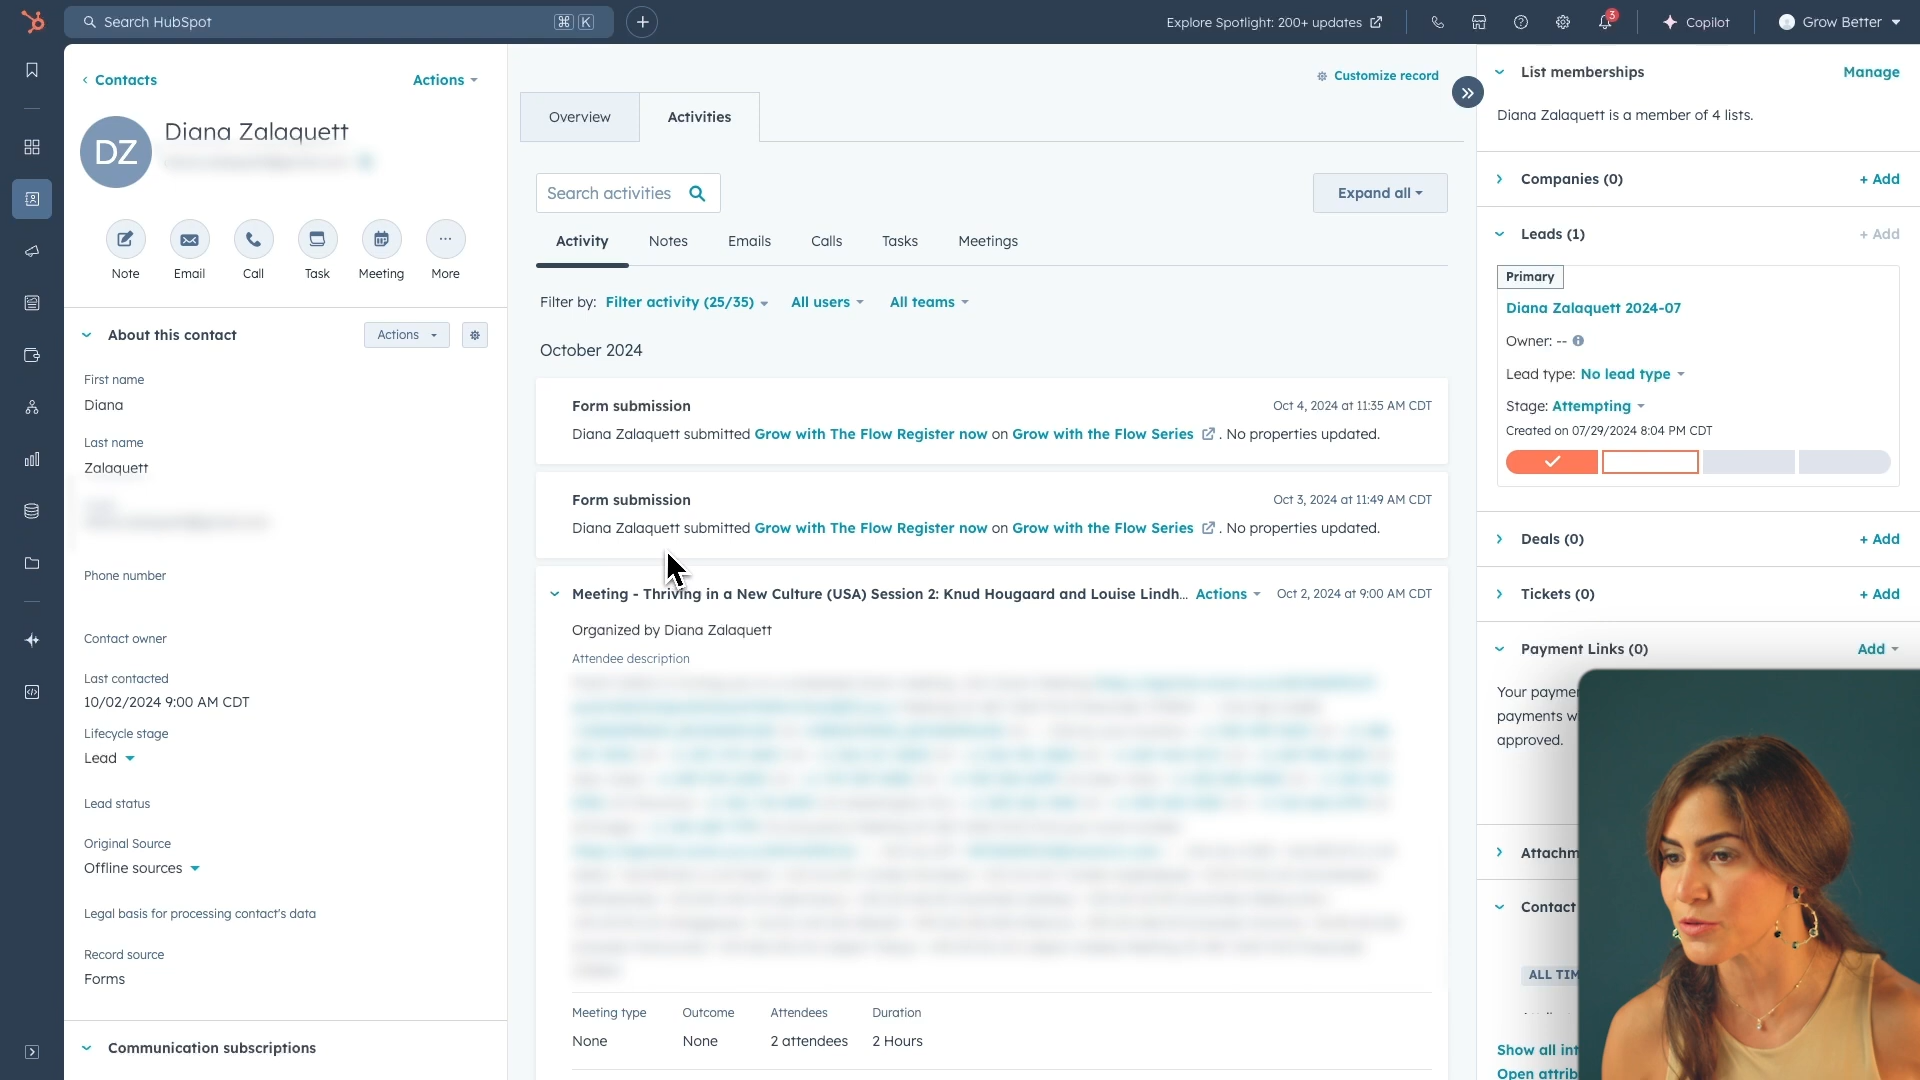 Search HubSpot
⌘ K
Explore Spotlight: 200+ updates
3
Copilot
Grow Better
Contacts
Actions
DZ
Diana Zalaquett
Note
Email
Call
Task
Meeting
More
About this contact
Actions
First name
Diana
Last name
Zalaquett
Phone number
Contact owner
Last contacted
10/02/2024 9:00 AM CDT
Lifecycle stage
Lead
Lead status
Original Source
Offline sources
Legal basis for processing contact's data
Record source
Forms
Communication subscriptions
Customize record
Overview
Activities
Search activities
Expand all
Activity
Notes
Emails
Calls
Tasks
Meetings
Filter by: Filter activity (25/35) All users All teams
October 2024
Form submission
Oct 4, 2024 at 11:35 AM CDT
Diana Zalaquett submitted Grow with The Flow Register now on Grow with the Flow Series . No properties updated.
Form submission
Oct 3, 2024 at 11:49 AM CDT
Diana Zalaquett submitted Grow with The Flow Register now on Grow with the Flow Series . No properties updated.
Meeting - Thriving in a New Culture (USA) Session 2: Knud Hougaard and Louise Lindh... Actions Oct 2, 2024 at 9:00 AM CDT
Organized by Diana Zalaquett
Attendee description
Meeting type Outcome Attendees Duration
None None 2 attendees 2 Hours
List memberships
Manage
Diana Zalaquett is a member of 4 lists.
Companies (0)
+ Add
Leads (1)
+ Add
Primary
Diana Zalaquett 2024-07
Owner: --
Lead type: No lead type
Stage: Attempting
Created on 07/29/2024 8:04 PM CDT
Deals (0)
+ Add
Tickets (0)
+ Add
Payment Links (0)
Add
Your payme
payments w
approved.
Attachm
Contact
ALL TIM
Show all int
Open attrib